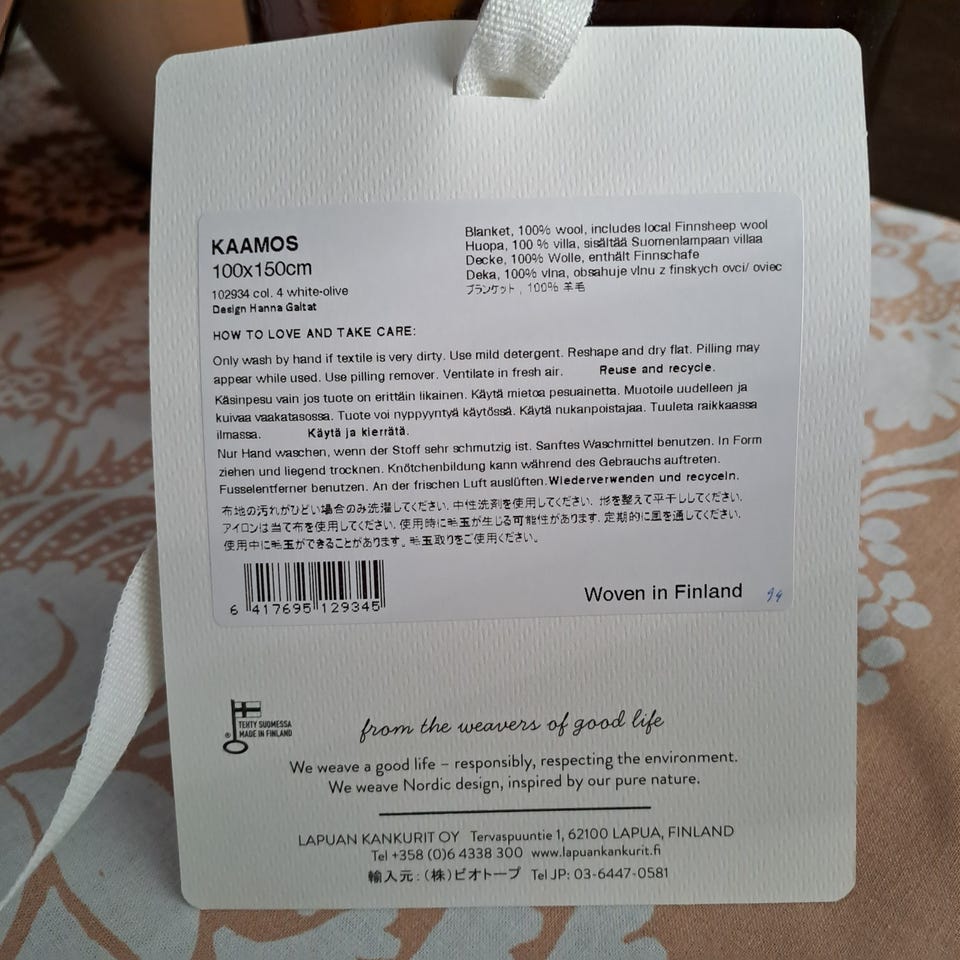 KAAMOS
100x150cm
102934 col. 4 white-olive
Design Hanna Galtat
Blanket, 100% wool, includes local Finnsheep wool
Huopa, 100 % villa, sisältää Suomenlampaan villaa
Decke, 100% Wolle, enthält Finnschafe
Deka, 100% vlna, obsahuje vlnu z finskych ovci/ oviec
ブランケット , 100% 羊毛
HOW TO LOVE AND TAKE CARE:
Only wash by hand if textile is very dirty. Use mild detergent. Reshape and dry flat. Pilling may
appear while used. Use pilling remover. Ventilate in fresh air. Reuse and recycle.
Käsinpesu vain jos tuote on erittäin likainen. Käytä mietoa pesuainetta. Muotoile uudelleen ja
kuivaa vaakatasossa. Tuote voi nyppyyntyä käytössä. Käytä nukanpoistajaa. Tuuleta raikkaassa
ilmassa. Käytä ja kierrätä.
Nur Hand waschen, wenn der Stoff sehr schmutzig ist. Sanftes Waschmittel benutzen. In Form
ziehen und liegend trocknen. Knötchenbildung kann während des Gebrauchs auftreten.
Fusselentferner benutzen. An der frischen Luft auslüften. Wiederverwenden und recyceln.
布地の汚れがひどい場合のみ洗濯してください. 中性洗剤を使用してください. 形を整えて平干ししてください.
アイロンは当て布を使用してください. 使用時に毛玉が生じる可能性があります. 定期的に風を通してください.
使用中に毛玉ができることがあります。毛玉取りをご使用ください。
6 417695 129345
Woven in Finland
TEHTY SUOMESSA
® MADE IN FINLAND
from the weavers of good life
We weave a good life – responsibly, respecting the environment.
We weave Nordic design, inspired by our pure nature.
LAPUAN KANKURIT OY Tervaspuuntie 1, 62100 LAPUA, FINLAND
Tel +358 (0)6 4338 300 www.lapuankankurit.fi
輸入元:(株)ビオトープ Tel JP: 03-6447-0581